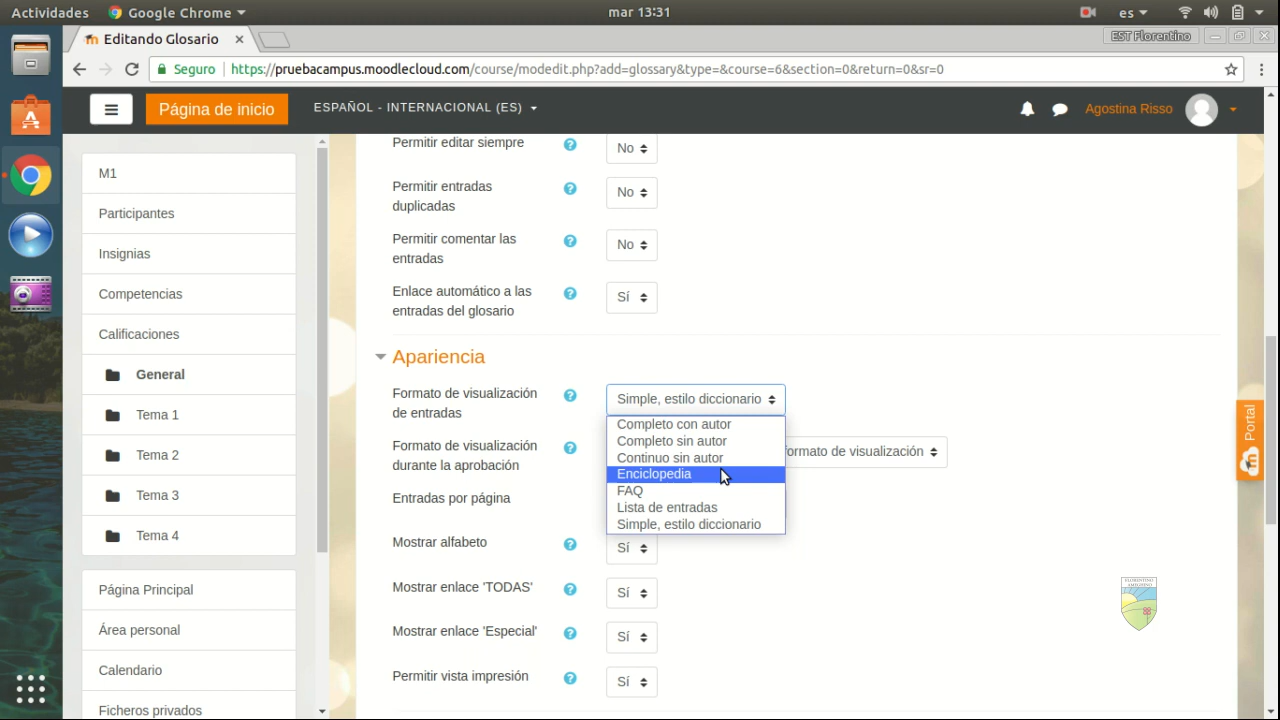 Actividades
Google Chrome
mar 13:31
es
Editando Glosario
EST Florentino
Seguro
https://pruebacampus.moodlecloud.com/course/modedit.php?add=glossary&type=&course=6&section=0&return=0&sr=0
Página de inicio
ESPAÑOL - INTERNACIONAL (ES)
Agostina Risso
M1
Participantes
Insignias
Competencias
Calificaciones
General
Tema 1
Tema 2
Tema 3
Tema 4
Página Principal
Área personal
Calendario
Ficheros privados
Permitir editar siempre
No
Permitir entradas
duplicadas
No
Permitir comentar las
entradas
No
Enlace automático a las
entradas del glosario
Sí
Apariencia
Formato de visualización
de entradas
Simple, estilo diccionario
Completo con autor
Completo sin autor
Continuo sin autor
Enciclopedia
FAQ
Lista de entradas
Simple, estilo diccionario
Formato de visualización
durante la aprobación
formato de visualización
Entradas por página
Mostrar alfabeto
Sí
Mostrar enlace 'TODAS'
Sí
Mostrar enlace 'Especial'
Sí
Permitir vista impresión
Sí
Portal
FLORENTINO
AMEGHINO